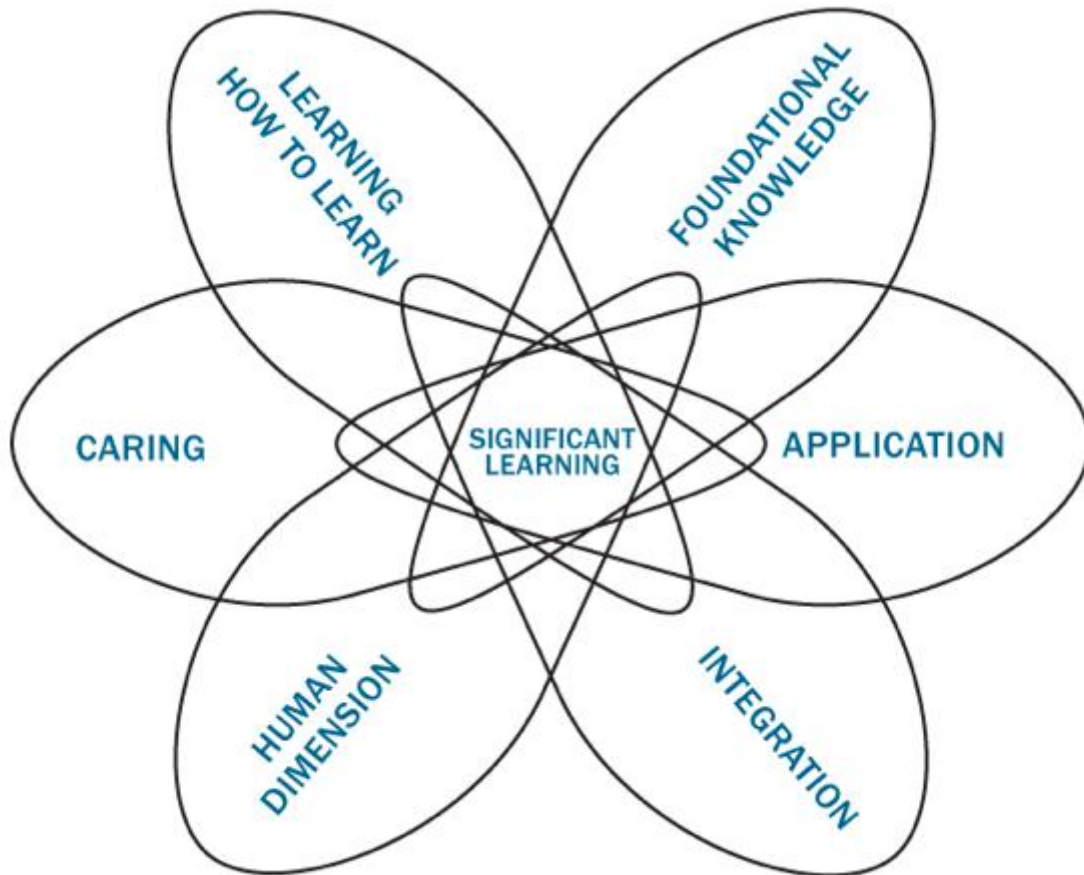 LEARNING
HOW TO LEARN
FOUNDATIONAL
KNOWLEDGE
CARING
SIGNIFICANT
LEARNING
APPLICATION
HUMAN
DIMENSION
INTEGRATION